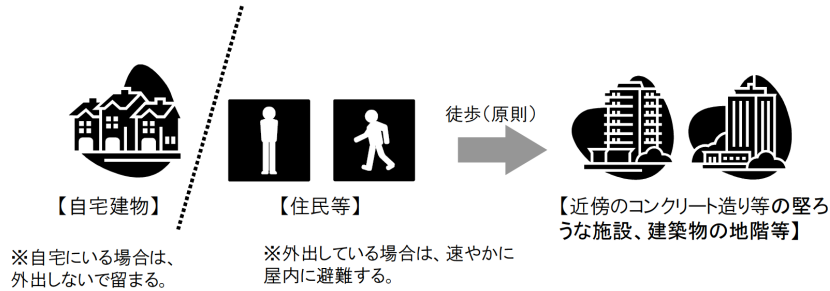 徒歩（原則）
【自宅建物】
【住民等】
【近傍のコンクリート造り等の堅ろ
うな施設、建築物の地階等】
※自宅にいる場合は、
外出しないで留まる。
※外出している場合は、速やかに
屋内に避難する。